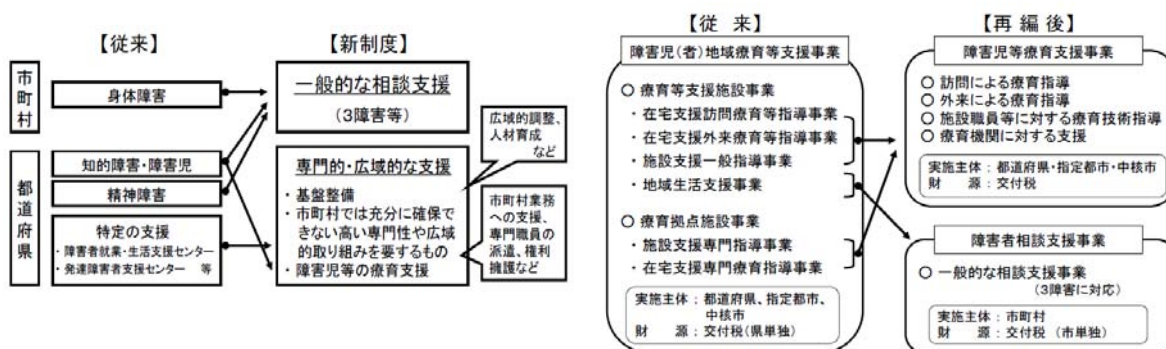 【従来】
【新制度】
市町村
身体障害
一般的な相談支援
(3障害等)
広域的調整、
人材育成
など
都道府県
知的障害・障害児
精神障害
特定の支援
・障害者就業・生活支援センター
・発達障害者支援センター 等
専門的・広域的な支援
・基盤整備
・市町村では充分に確保で
きない高い専門性や広域
的取り組みを要するもの
・障害児等の療育支援
市町村業務
への支援、
専門職員の
派遣、権利
擁護など
【従 来】
障害児(者)地域療育等支援事業
○ 療育等支援施設事業
・在宅支援訪問療育等指導事業
・在宅支援外来療育等指導事業
・施設支援一般指導事業
・地域生活支援事業
○ 療育拠点施設事業
・施設支援専門指導事業
・在宅支援専門療育指導事業
実施主体：都道府県、指定都市、
中核市
財 源：交付税(県単独)
【再 編 後】
障害児等療育支援事業
○ 訪問による療育指導
○ 外来による療育指導
○ 施設職員等に対する療育技術指導
○ 療育機関に対する支援
実施主体：都道府県・指定都市・中核市
財 源：交付税
障害者相談支援事業
○ 一般的な相談支援事業
(3障害に対応)
実施主体：市町村
財 源：交付税 (市単独)